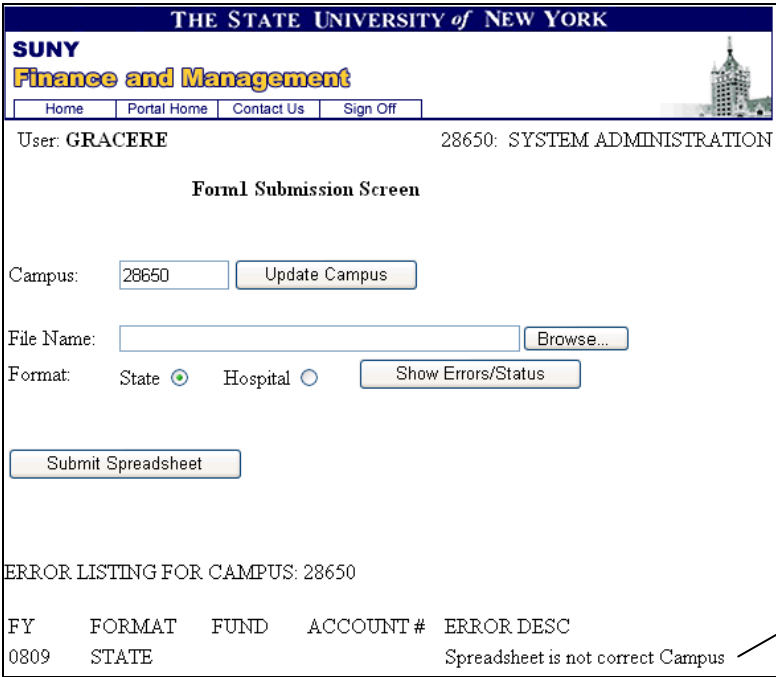 THE STATE UNIVERSITY of NEW YORK
SUNY
Finance and Management
Home Portal Home Contact Us Sign Off
User: GRACERE 28650: SYSTEM ADMINISTRATION
Form1 Submission Screen
Campus: 28650 Update Campus
File Name: Browse...
Format: State Hospital Show Errors/Status
Submit Spreadsheet
ERROR LISTING FOR CAMPUS: 28650
FY FORMAT FUND ACCOUNT # ERROR DESC
0809 STATE Spreadsheet is not correct Campus